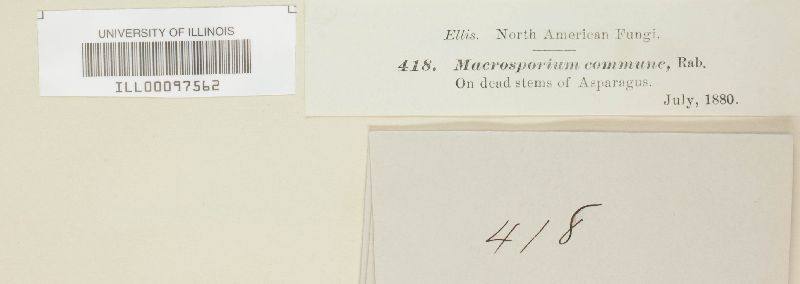 UNIVERSITY OF ILLINOIS
ILL00097562
Ellis. North American Fungi.
418. Macrosporium commune, Rab.
On dead stems of Asparagus.
July, 1880.
418